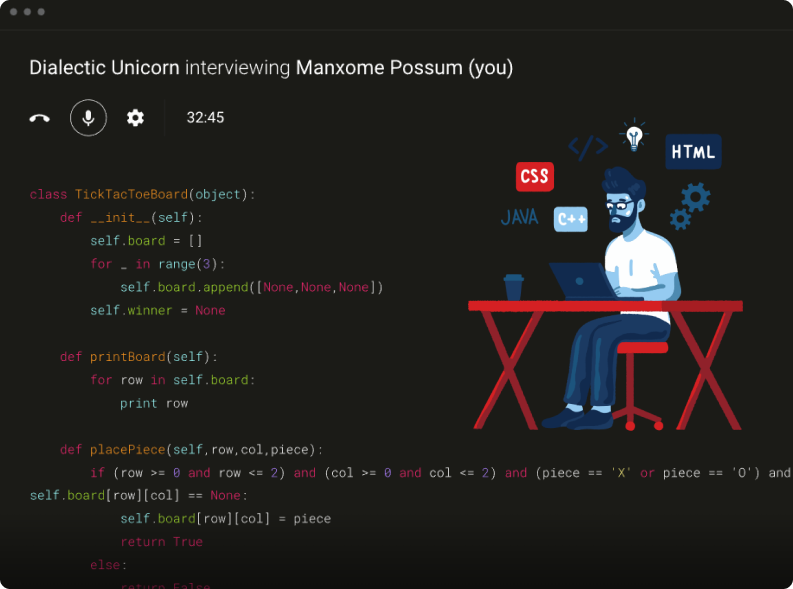 Dialectic Unicorn interviewing Manxome Possum (you)
32:45
HTML
CSS
JAVA
C++
</>
class TickTacToeBoard(object):
def __init__(self):
self.board = []
for _ in range(3):
self.board.append([None,None,None])
self.winner = None
def printBoard(self):
for row in self.board:
print row
def placePiece(self,row,col,piece):
if (row >= 0 and row <= 2) and (col >= 0 and col <= 2) and (piece == 'X' or piece == 'O') and
self.board[row][col] == None:
self.board[row][col] = piece
return True
else:
return False